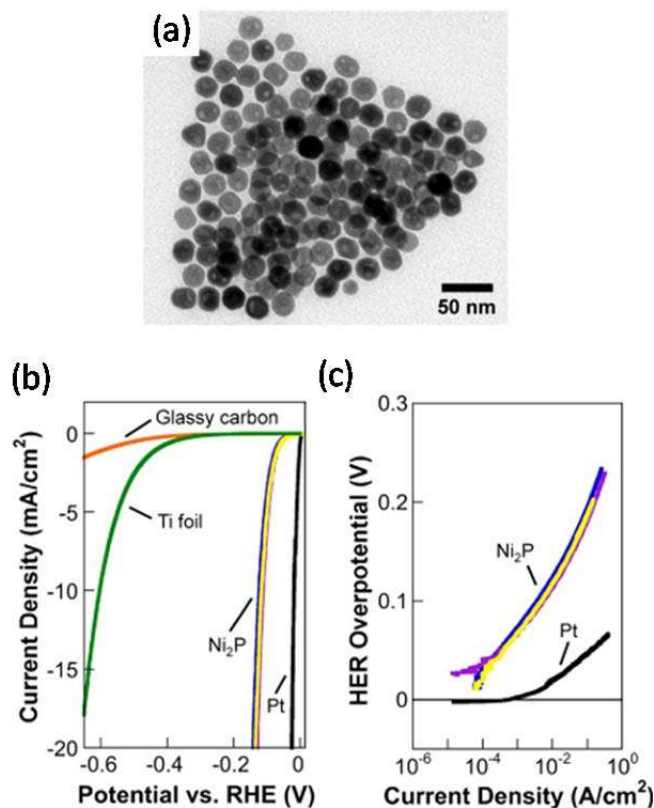 (a)
50 nm
(b)
Glassy carbon
Ti foil
Ni₂P
Pt
0
-5
-10
-15
-20
-0.6 -0.4 -0.2 0
Current Density (mA/cm²)
Potential vs. RHE (V)
(c)
0.3
0.2
0.1
0
Ni₂P
Pt
10⁻⁶ 10⁻⁴ 10⁻² 10⁰
HER Overpotential (V)
Current Density (A/cm²)